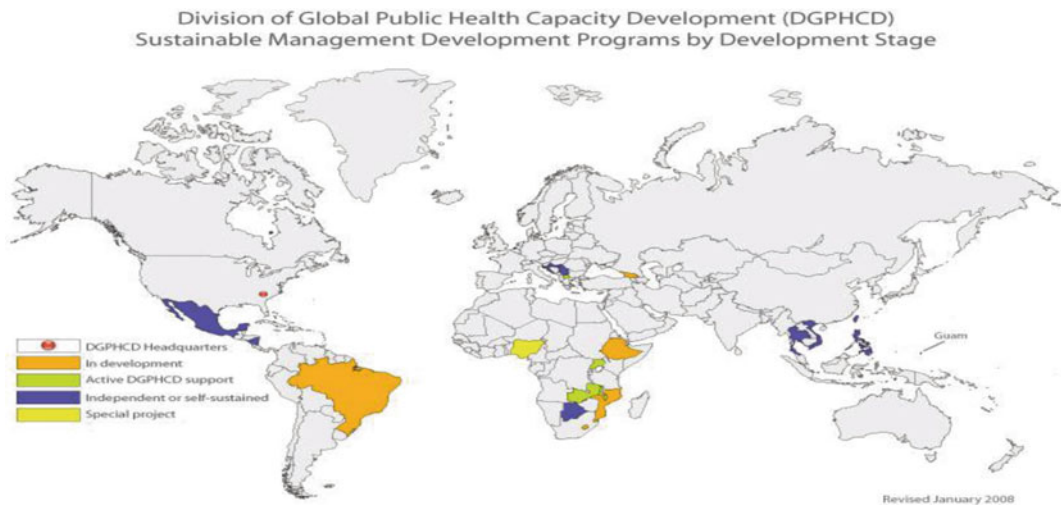 Division of Global Public Health Capacity Development (DGPHCD)
Sustainable Management Development Programs by Development Stage
Guam
DGPHCD Headquarters
In development
Active DGPHCD support
Independent or self-sustained
Special project
Revised January 2008